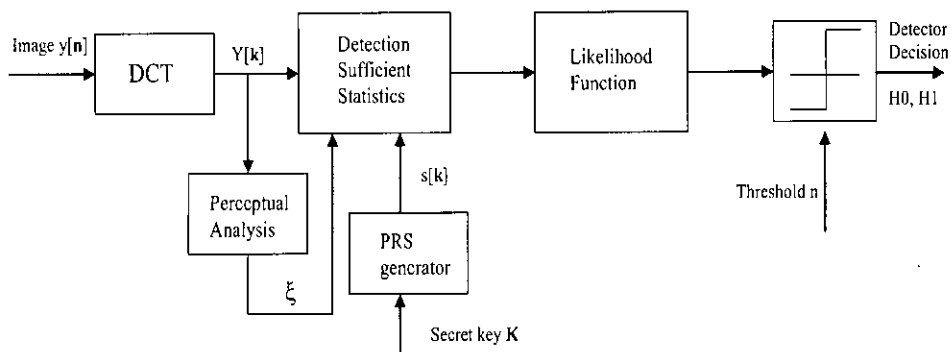 Image y[n]
DCT
Y[k]
Detection
Sufficient
Statistics
Likelihood
Function
Detector
Decision
H0, H1
Perceptual
Analysis
ξ
s[k]
PRS
generator
Secret key K
Threshold n